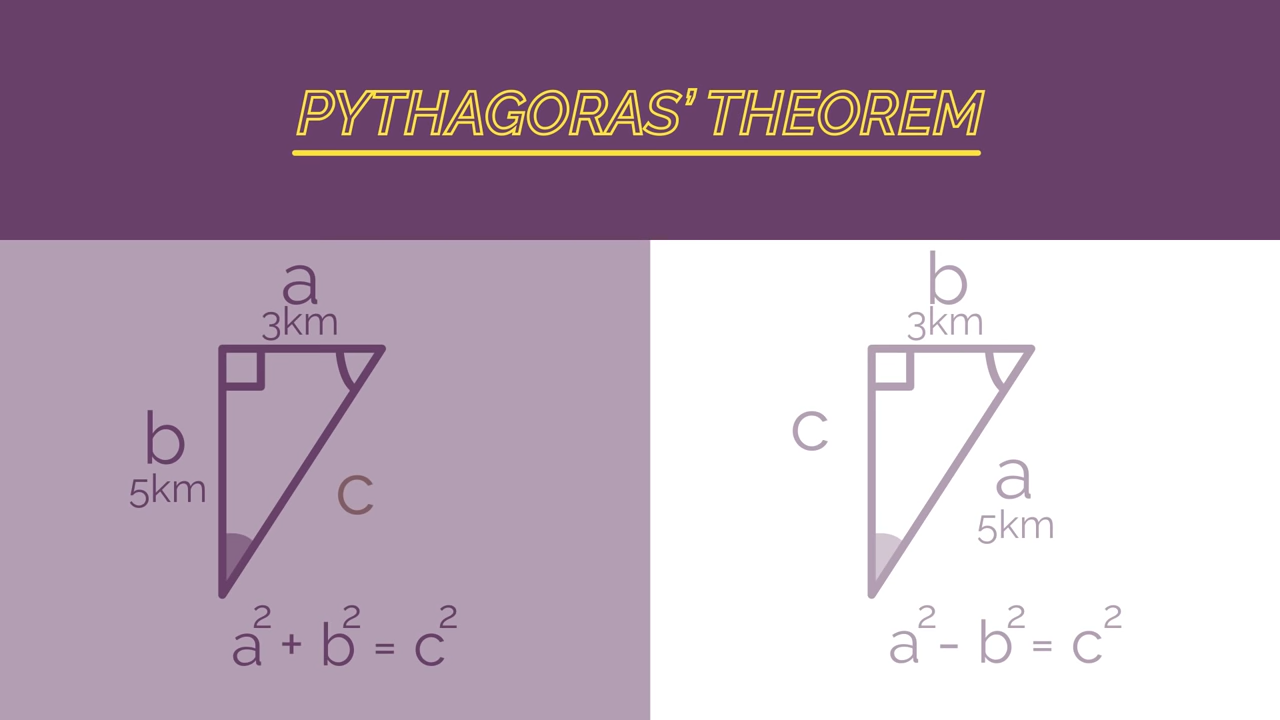 PYTHAGORAS' THEOREM
a
3km
b
5km
c
a² + b² = c²
b
3km
c
a
5km
a² - b² = c²